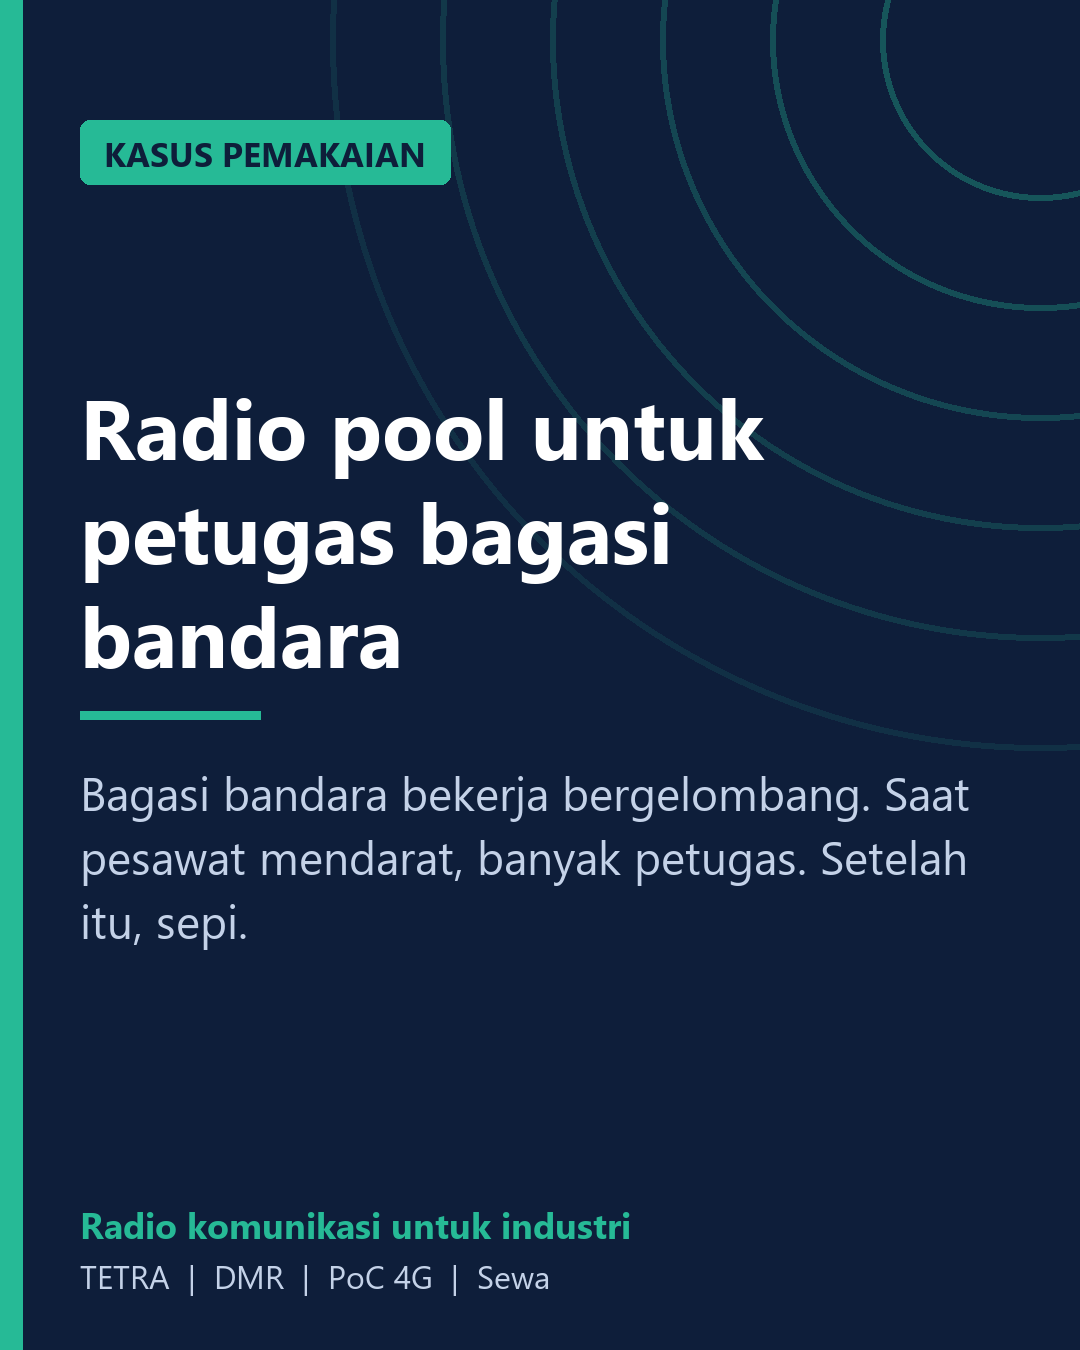 KASUS PEMAKAIAN
Radio pool untuk
petugas bagasi
bandara
Bagasi bandara bekerja bergelombang. Saat
pesawat mendarat, banyak petugas. Setelah
itu, sepi.
Radio komunikasi untuk industri
TETRA | DMR | PoC 4G | Sewa